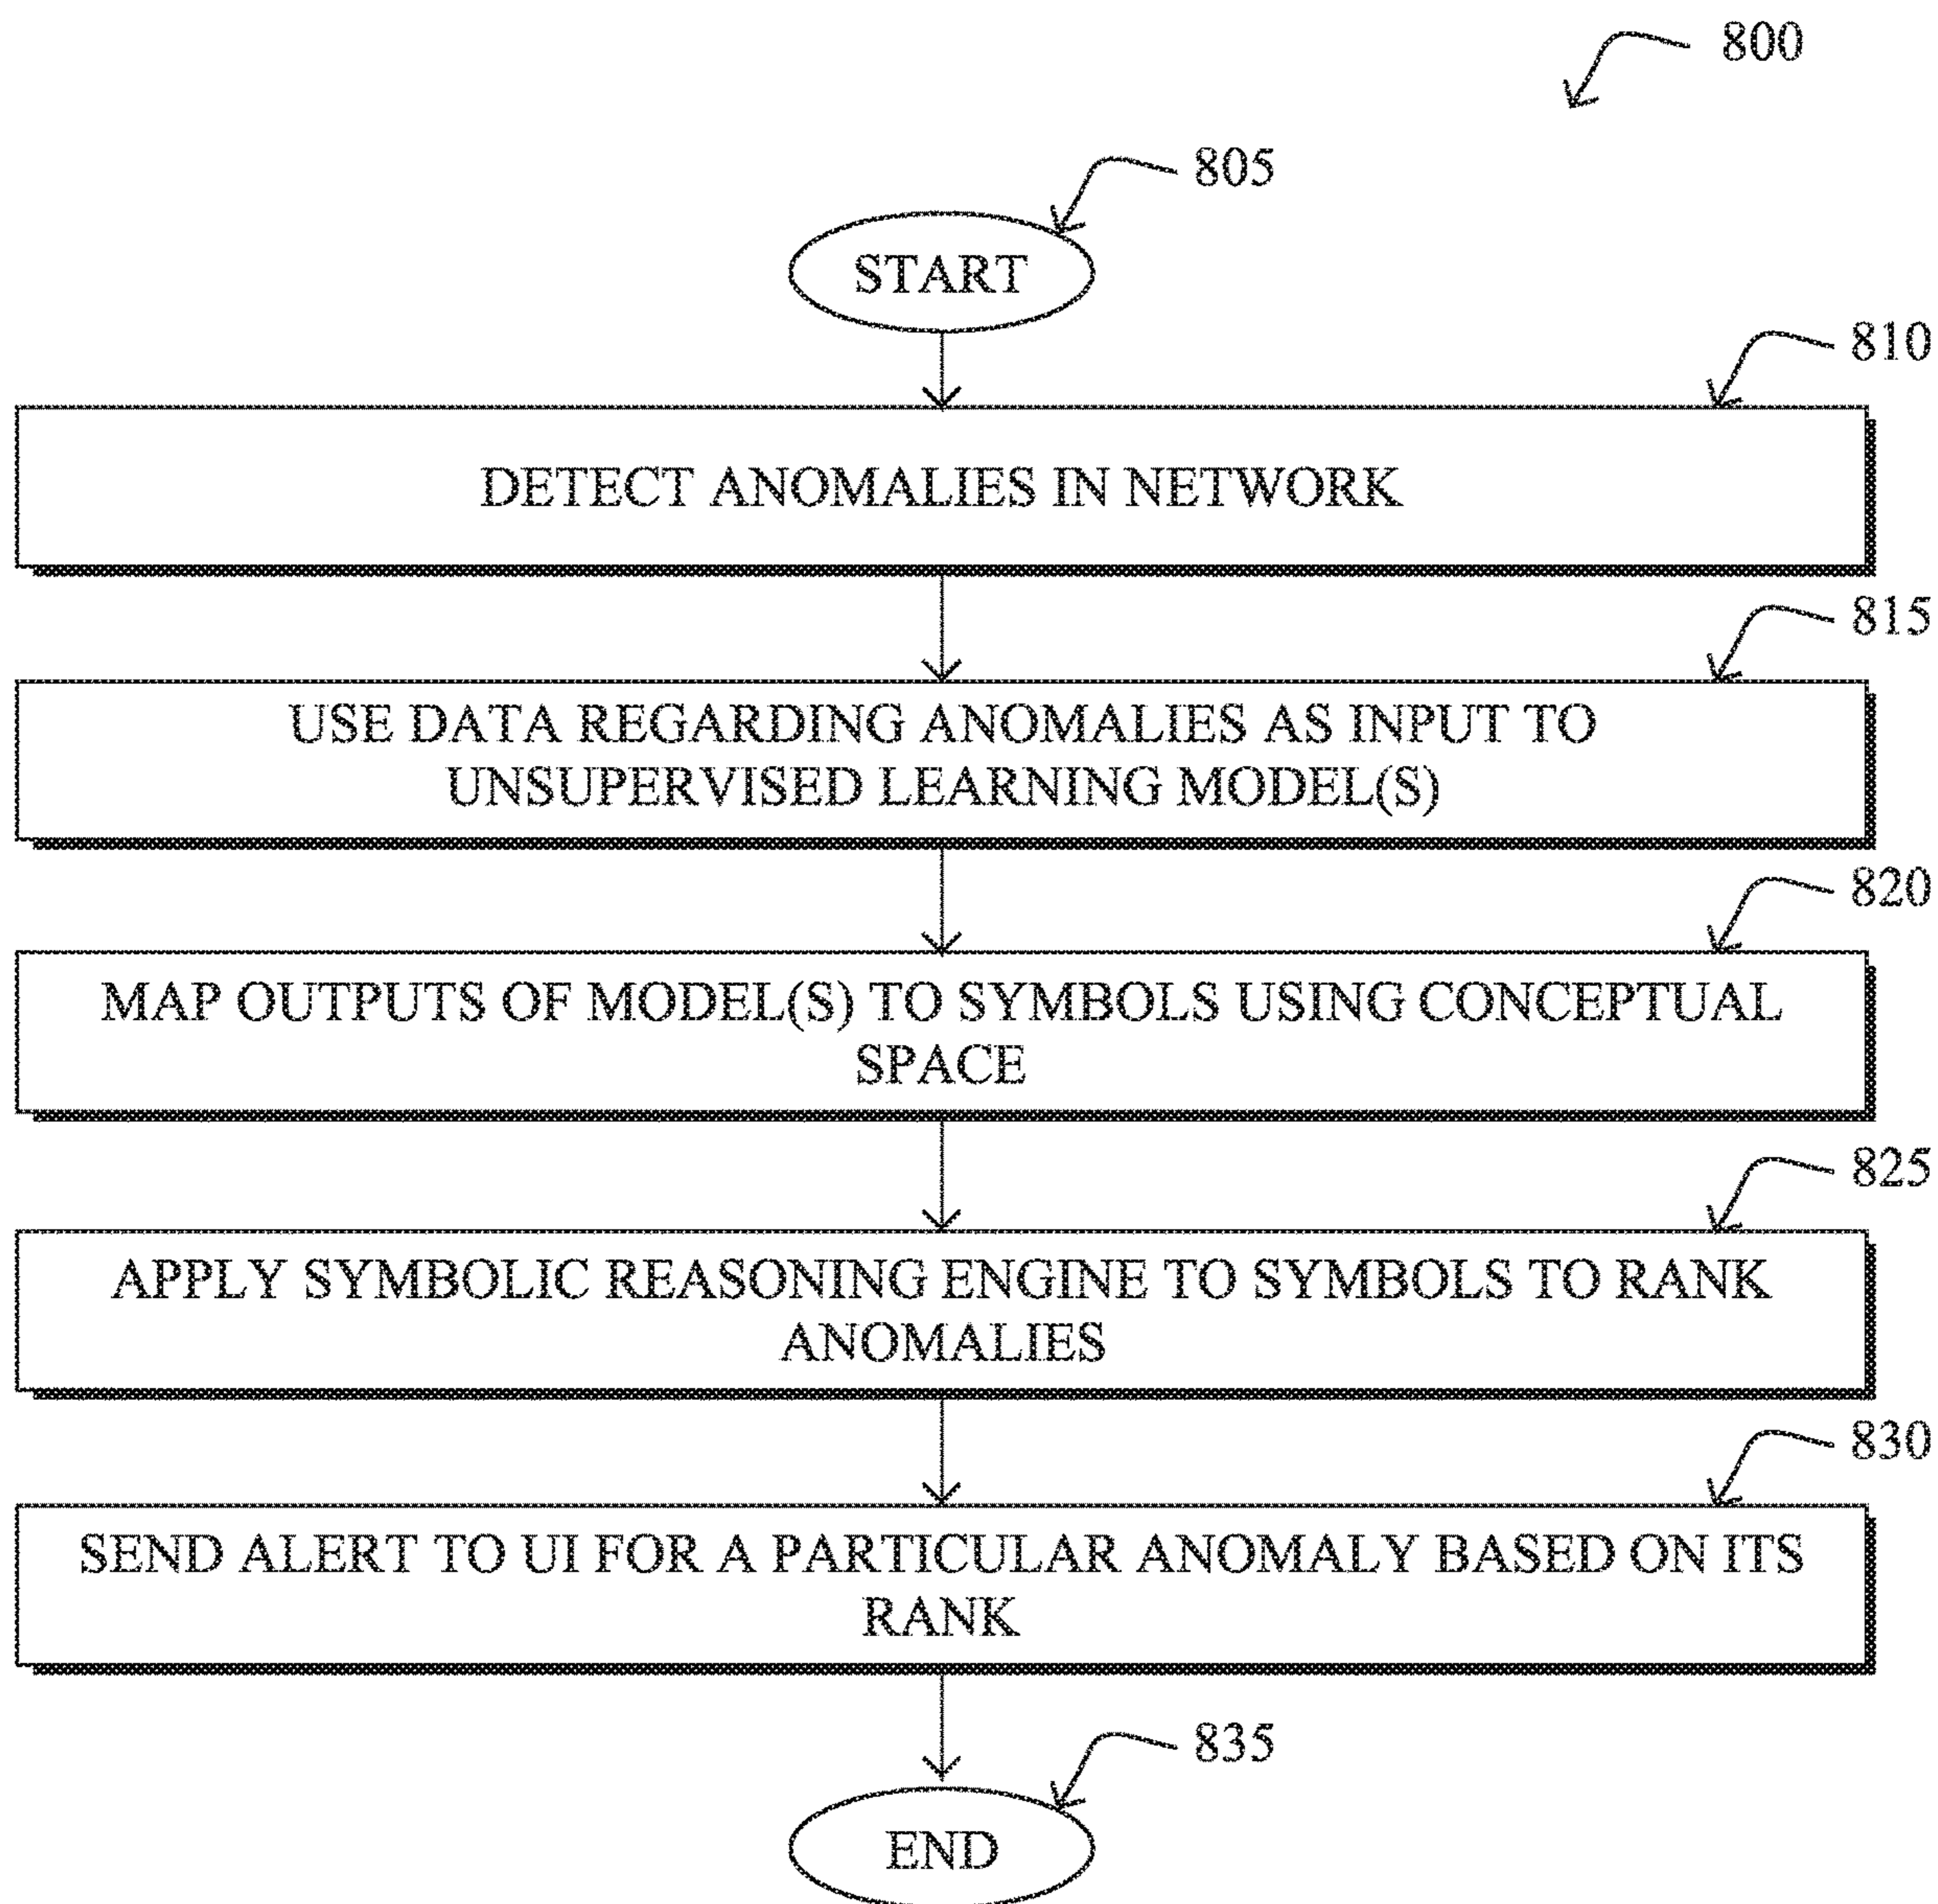 800
805
START
810
DETECT ANOMALIES IN NETWORK
815
USE DATA REGARDING ANOMALIES AS INPUT TO
UNSUPERVISED LEARNING MODEL(S)
820
MAP OUTPUTS OF MODEL(S) TO SYMBOLS USING CONCEPTUAL
SPACE
825
APPLY SYMBOLIC REASONING ENGINE TO SYMBOLS TO RANK
ANOMALIES
830
SEND ALERT TO UI FOR A PARTICULAR ANOMALY BASED ON ITS
RANK
835
END